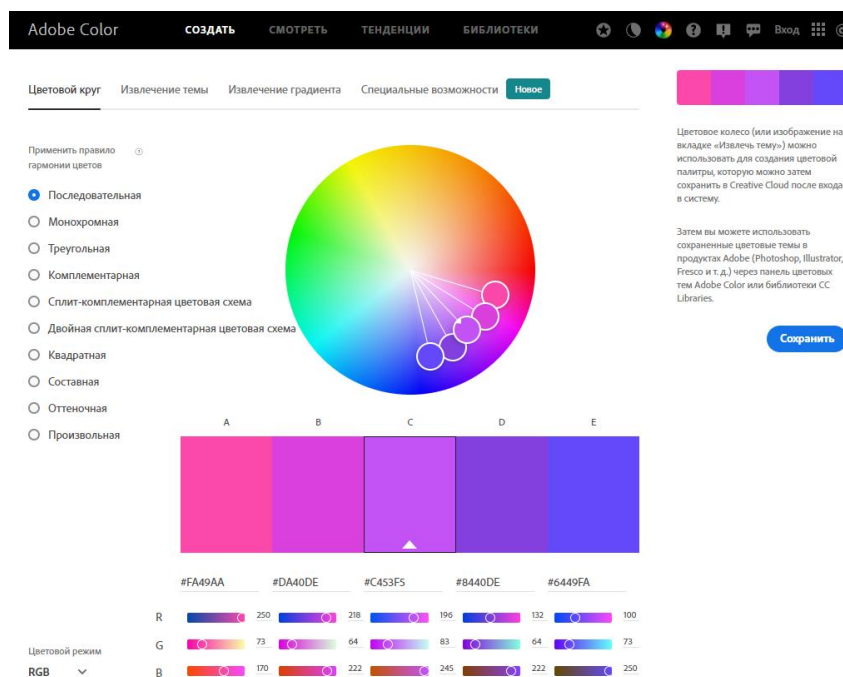 Adobe Color СОЗДАТЬ СМОТРЕТЬ ТЕНДЕНЦИИ БИБЛИОТЕКИ Вход
Цветовой круг Извлечение темы Извлечение градиента Специальные возможности Новое
Применить правило
гармонии цветов
Последовательная
Монохромная
Треугольная
Комплементарная
Сплит-комплементарная цветовая схема
Двойная сплит-комплементарная цветовая схема
Квадратная
Составная
Оттеночная
Произвольная
Цветовое колесо (или изображение на
вкладке «Извлечь тему») можно
использовать для создания цветовой
палитры, которую можно затем
сохранить в Creative Cloud после входа
в систему.
Затем вы можете использовать
сохраненные цветовые темы в
продуктах Adobe (Photoshop, Illustrator,
Fresco и т. д.) через панель цветовых
тем Adobe Color или библиотеки CC
Libraries.
Сохранить
A B C D E
#FA49AA #DA40DE #C453F5 #8440DE #6449FA
R 250 218 196 132 100
G 73 64 83 64 73
B 170 222 245 222 250
Цветовой режим
RGB